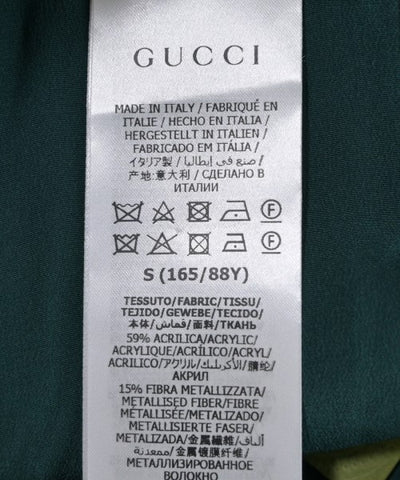 GUCCI
MADE IN ITALY / FABRIQUÉ EN
ITALIE / HECHO EN ITALIA /
HERGESTELLT IN ITALIEN /
FABRICADO EM ITÁLIA /
イタリア製 / صنع في إيطاليا /
产地:意大利 / СДЕЛАНО В
ИТАЛИИ
F
F
S (165/88Y)
TESSUTO/FABRIC/TISSU/
TEJIDO/GEWEBE/TECIDO/
本体/قماش/面料/ТКАНЬ
59% ACRILICA/ACRYLIC/
ACRYLIQUE/ACRÍLICO/ACRYL/
ACRÍLICO/アクリル/الأكريليك/腈纶/
АКРИЛ
15% FIBRA METALLIZZATA/
METALLISED FIBER/FIBRE
MÉTALLISÉE/METALIZADO/
METALLISIERTE FASER/
METALIZADA/金属繊維/ألياف
معدنية/金属镀膜纤维/
МЕТАЛЛИЗИРОВАННОЕ
ВОЛОКНО